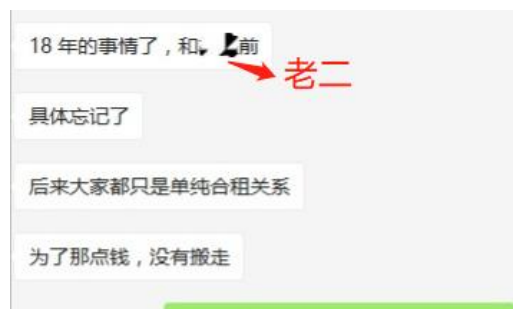 18 年的事情了，和 前
老二
具体忘记了
后来大家都只是单纯合租关系
为了那点钱，没有搬走